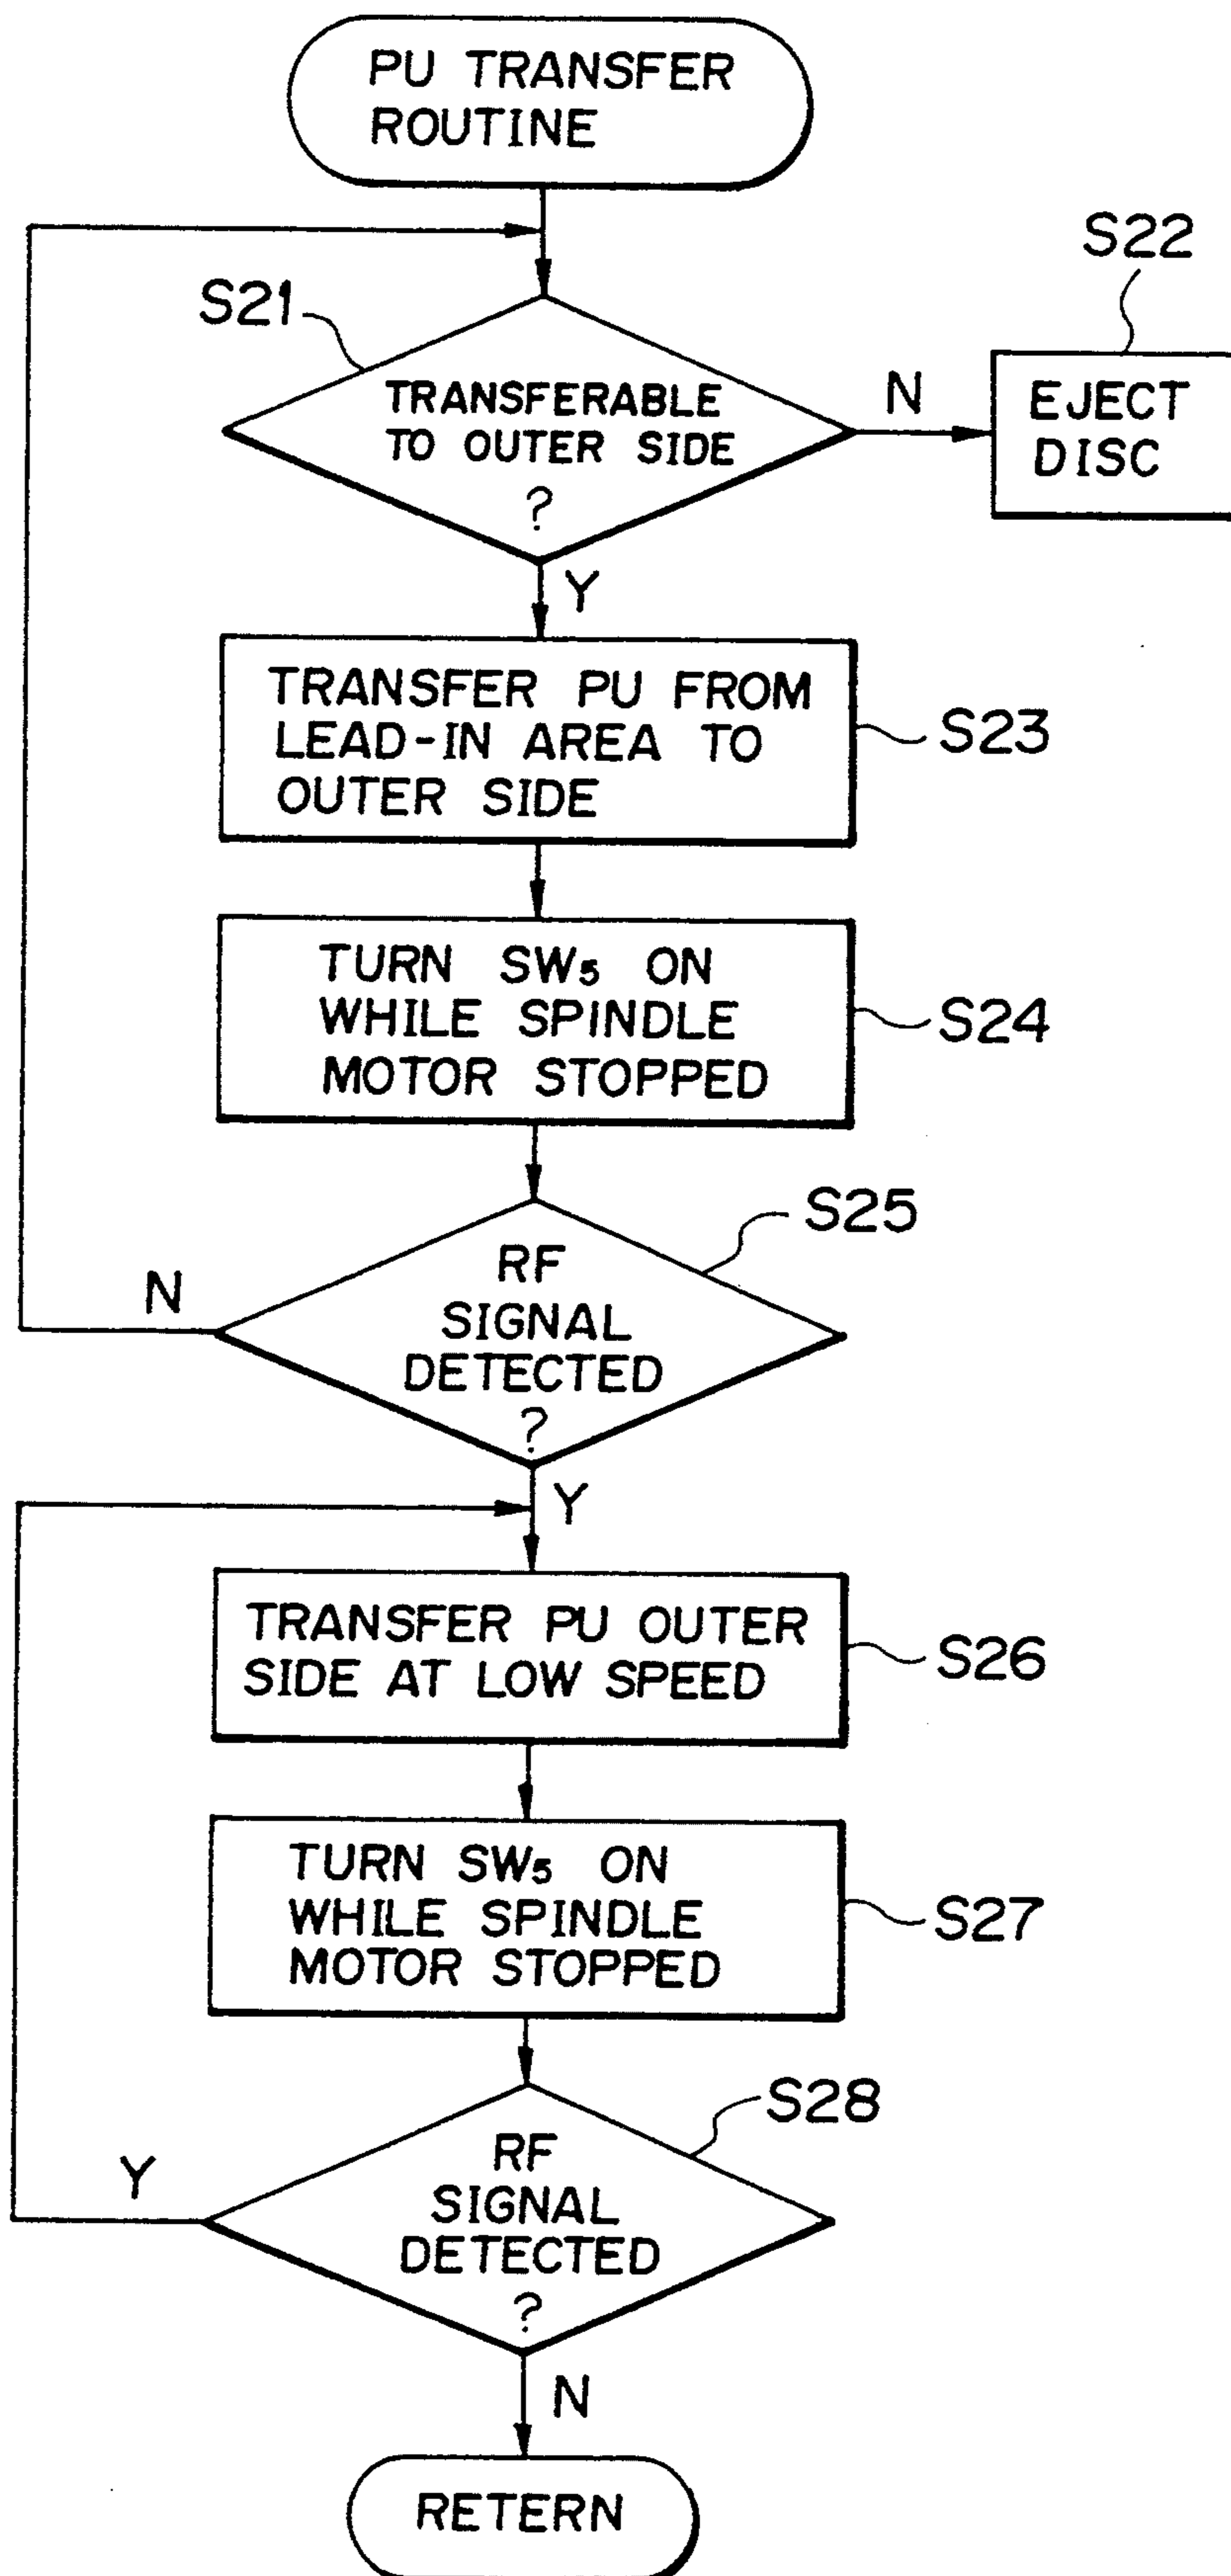 PU TRANSFER
ROUTINE
S22
S21
TRANSFERABLE
TO OUTER SIDE
?
N
EJECT
DISC
Y
TRANSFER PU FROM
LEAD-IN AREA TO
OUTER SIDE
S23
TURN SW₅ ON
WHILE SPINDLE
MOTOR STOPPED
S24
S25
RF
SIGNAL
DETECTED
?
N
Y
TRANSFER PU OUTER
SIDE AT LOW SPEED
S26
TURN SW₅ ON
WHILE SPINDLE
MOTOR STOPPED
S27
S28
RF
SIGNAL
DETECTED
?
Y
N
RETERN